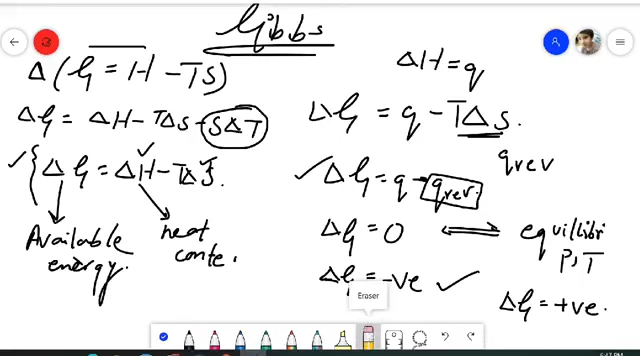 Gibbs
Δ(G = H - TS)
ΔG = ΔH - TΔS - SΔT
ΔG = ΔH - TΔS.
Available energy.
heat conte.
ΔH = q
ΔG = q - TΔS.
qrev
ΔG = q - qrev.
ΔG = 0 ⇌ equillibri
P,T
ΔG = -ve ✓
ΔG = +ve.
Eraser